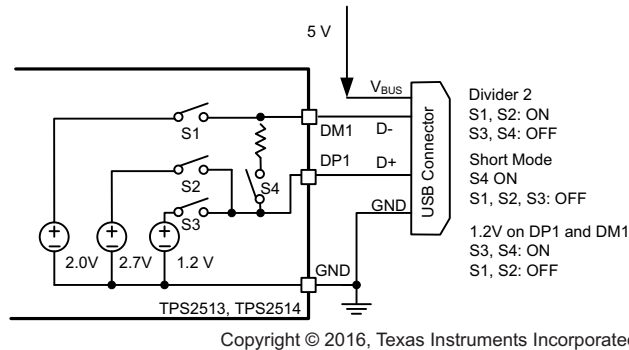 5 V
VBUS
S1
DM1
D-
S2
S4
DP1
D+
S3
GND
USB Connector
2.0V
2.7V
1.2 V
GND
TPS2513, TPS2514
Divider 2
S1, S2: ON
S3, S4: OFF
Short Mode
S4 ON
S1, S2, S3: OFF
1.2V on DP1 and DM1
S3, S4: ON
S1, S2: OFF
Copyright © 2016, Texas Instruments Incorporated